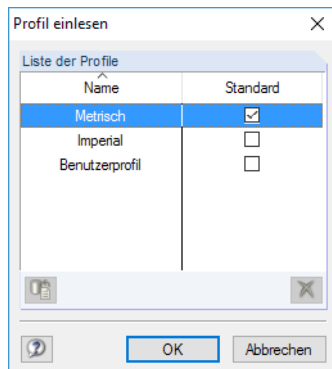 Profil einlesen
Liste der Profile
Name Standard
Metrisch
Imperial
Benutzerprofil
OK Abbrechen